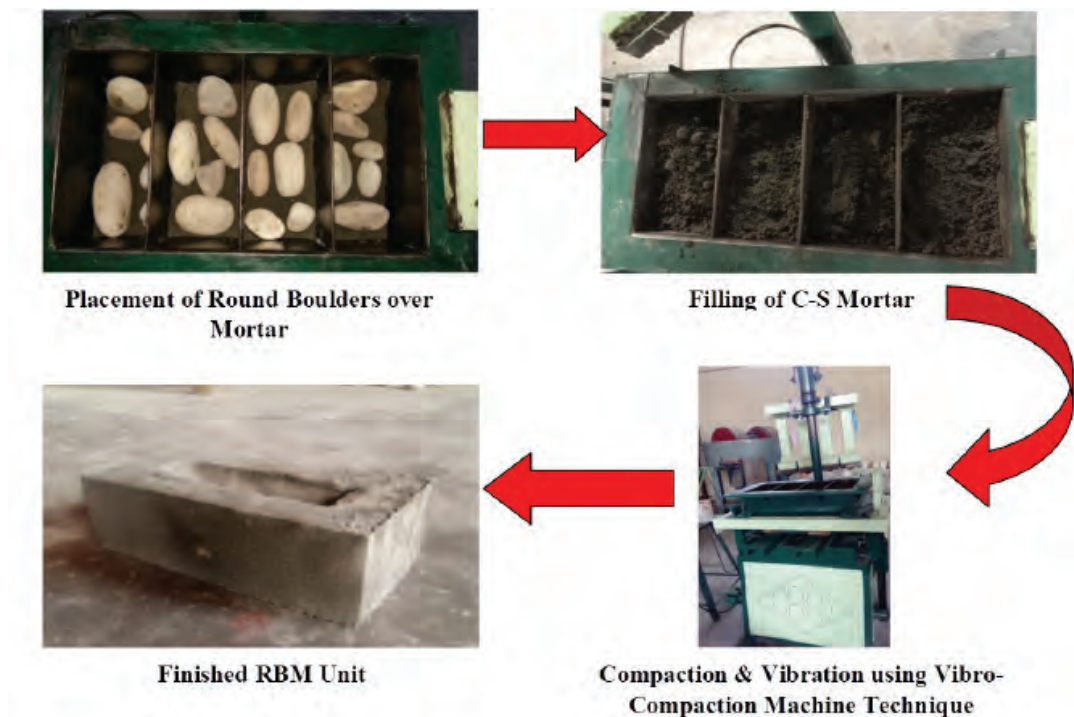 Placement of Round Boulders over
Mortar
Filling of C-S Mortar
Compaction & Vibration using Vibro-
Compaction Machine Technique
Finished RBM Unit